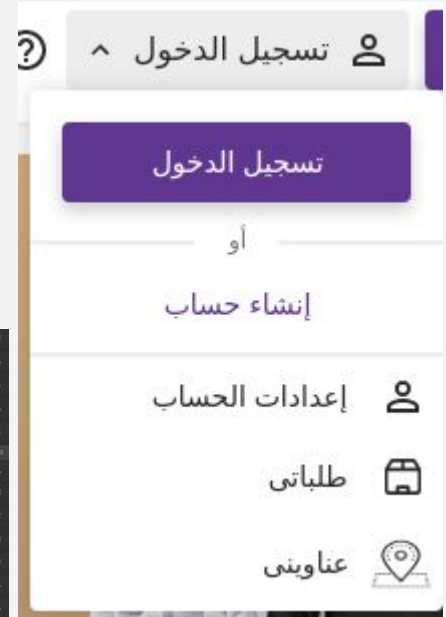 تسجيل الدخول
تسجيل الدخول
أو
إنشاء حساب
إعدادات الحساب
طلباتى
عناوينى